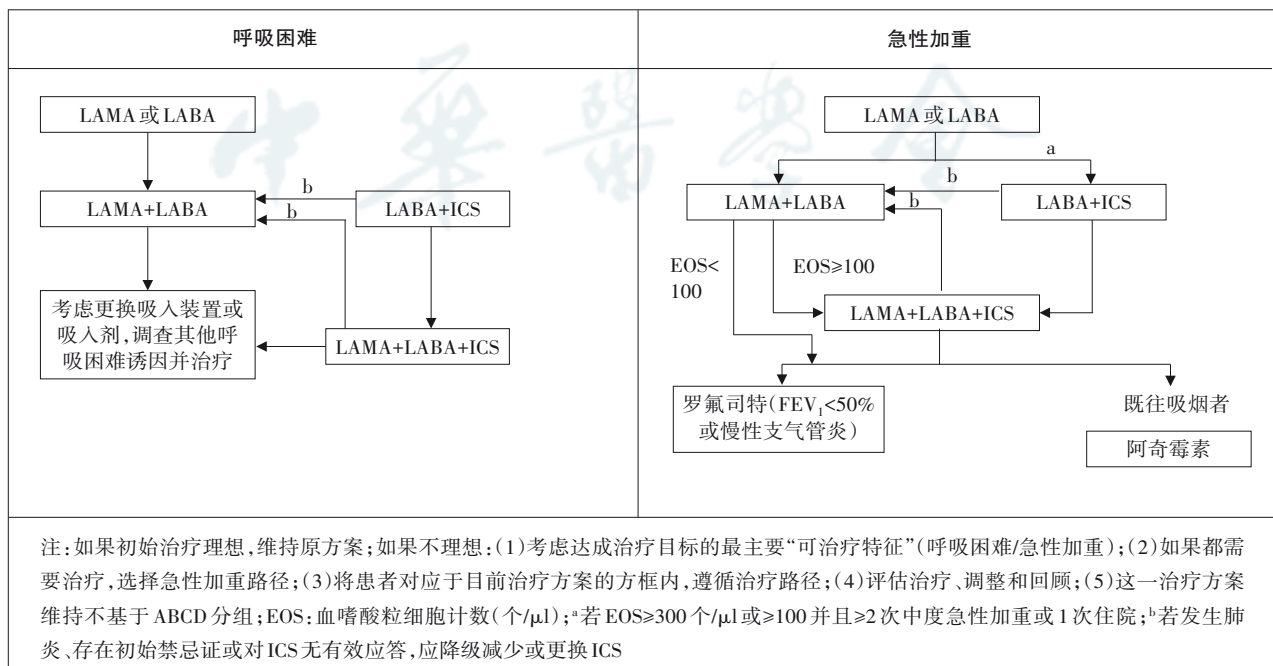 呼吸困难
急性加重
LAMA或LABA
LAMA+LABA
b
b
LABA+ICS
考虑更换吸入装置或
吸入剂,调查其他呼
吸困难诱因并治疗
LAMA+LABA+ICS
LAMA或LABA
a
LAMA+LABA
b
b
LABA+ICS
EOS<
100
EOS≥100
LAMA+LABA+ICS
罗氟司特(FEV₁<50%
或慢性支气管炎)
既往吸烟者
阿奇霉素
注:如果初始治疗理想,维持原方案;如果不理想:(1)考虑达成治疗目标的最主要“可治疗特征”(呼吸困难/急性加重);(2)如果都需
要治疗,选择急性加重路径;(3)将患者对应于目前治疗方案的方框内,遵循治疗路径;(4)评估治疗、调整和回顾;(5)这一治疗方案
维持不基于ABCD分组;EOS:血嗜酸粒细胞计数(个/μl);ᵃ若EOS≥300个/μl或≥100并且≥2次中度急性加重或1次住院;ᵇ若发生肺
炎、存在初始禁忌证或对ICS无有效应答,应降级减少或更换ICS
中華醫學會